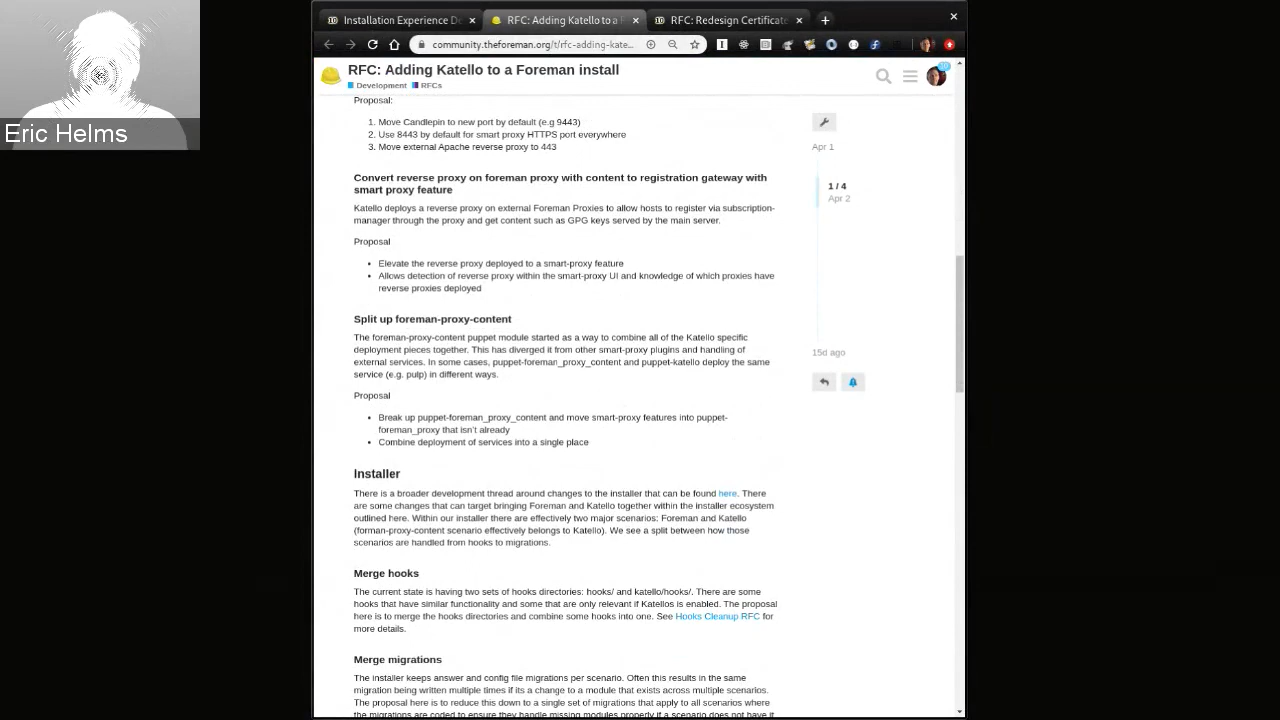 Eric Helms
Installation Experience De
RFC: Adding Katello to a F
RFC: Redesign Certificate
community.theforeman.org/t/rfc-adding-kate...
RFC: Adding Katello to a Foreman install
Development RFCs
Proposal:
1. Move Candlepin to new port by default (e.g 9443)
2. Use 8443 by default for smart proxy HTTPS port everywhere
3. Move external Apache reverse proxy to 443
Apr 1
1 / 4
Apr 2
15d ago
Convert reverse proxy on foreman proxy with content to registration gateway with
smart proxy feature
Katello deploys a reverse proxy on external Foreman Proxies to allow hosts to register via subscription-
manager through the proxy and get content such as GPG keys served by the main server.
Proposal
• Elevate the reverse proxy deployed to a smart-proxy feature
• Allows detection of reverse proxy within the smart-proxy UI and knowledge of which proxies have
reverse proxies deployed
Split up foreman-proxy-content
The foreman-proxy-content puppet module started as a way to combine all of the Katello specific
deployment pieces together. This has diverged it from other smart-proxy plugins and handling of
external services. In some cases, puppet-foreman_proxy_content and puppet-katello deploy the same
service (e.g. pulp) in different ways.
Proposal
• Break up puppet-foreman_proxy_content and move smart-proxy features into puppet-
foreman_proxy that isn't already
• Combine deployment of services into a single place
Installer
There is a broader development thread around changes to the installer that can be found here. There
are some changes that can target bringing Foreman and Katello together within the installer ecosystem
outlined here. Within our installer there are effectively two major scenarios: Foreman and Katello
(forman-proxy-content scenario effectively belongs to Katello). We see a split between how those
scenarios are handled from hooks to migrations.
Merge hooks
The current state is having two sets of hooks directories: hooks/ and katello/hooks/. There are some
hooks that have similar functionality and some that are only relevant if Katellos is enabled. The proposal
here is to merge the hooks directories and combine some hooks into one. See Hooks Cleanup RFC for
more details.
Merge migrations
The installer keeps answer and config file migrations per scenario. Often this results in the same
migration being written multiple times if its a change to a module that exists across multiple scenarios.
The proposal here is to reduce this down to a single set of migrations that apply to all scenarios where
the migrations are coded to ensure they handle missing modules properly if a scenario does not have it